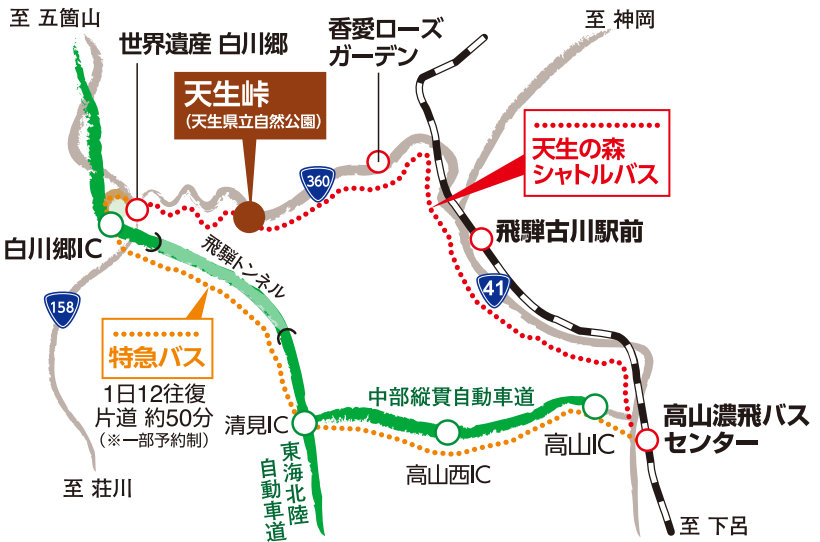 至 五箇山
世界遺産 白川郷
香愛ローズ
ガーデン
至 神岡
天生峠
(天生県立自然公園)
360
天生の森
シャトルバス
白川郷IC
飛騨トンネル
飛騨古川駅前
41
158
特急バス
1日12往復
片道 約50分
(※一部予約制)
清見IC
中部縦貫自動車道
高山西IC
高山IC
高山濃飛バス
センター
東海北陸
自動車道
至 荘川
至 下呂